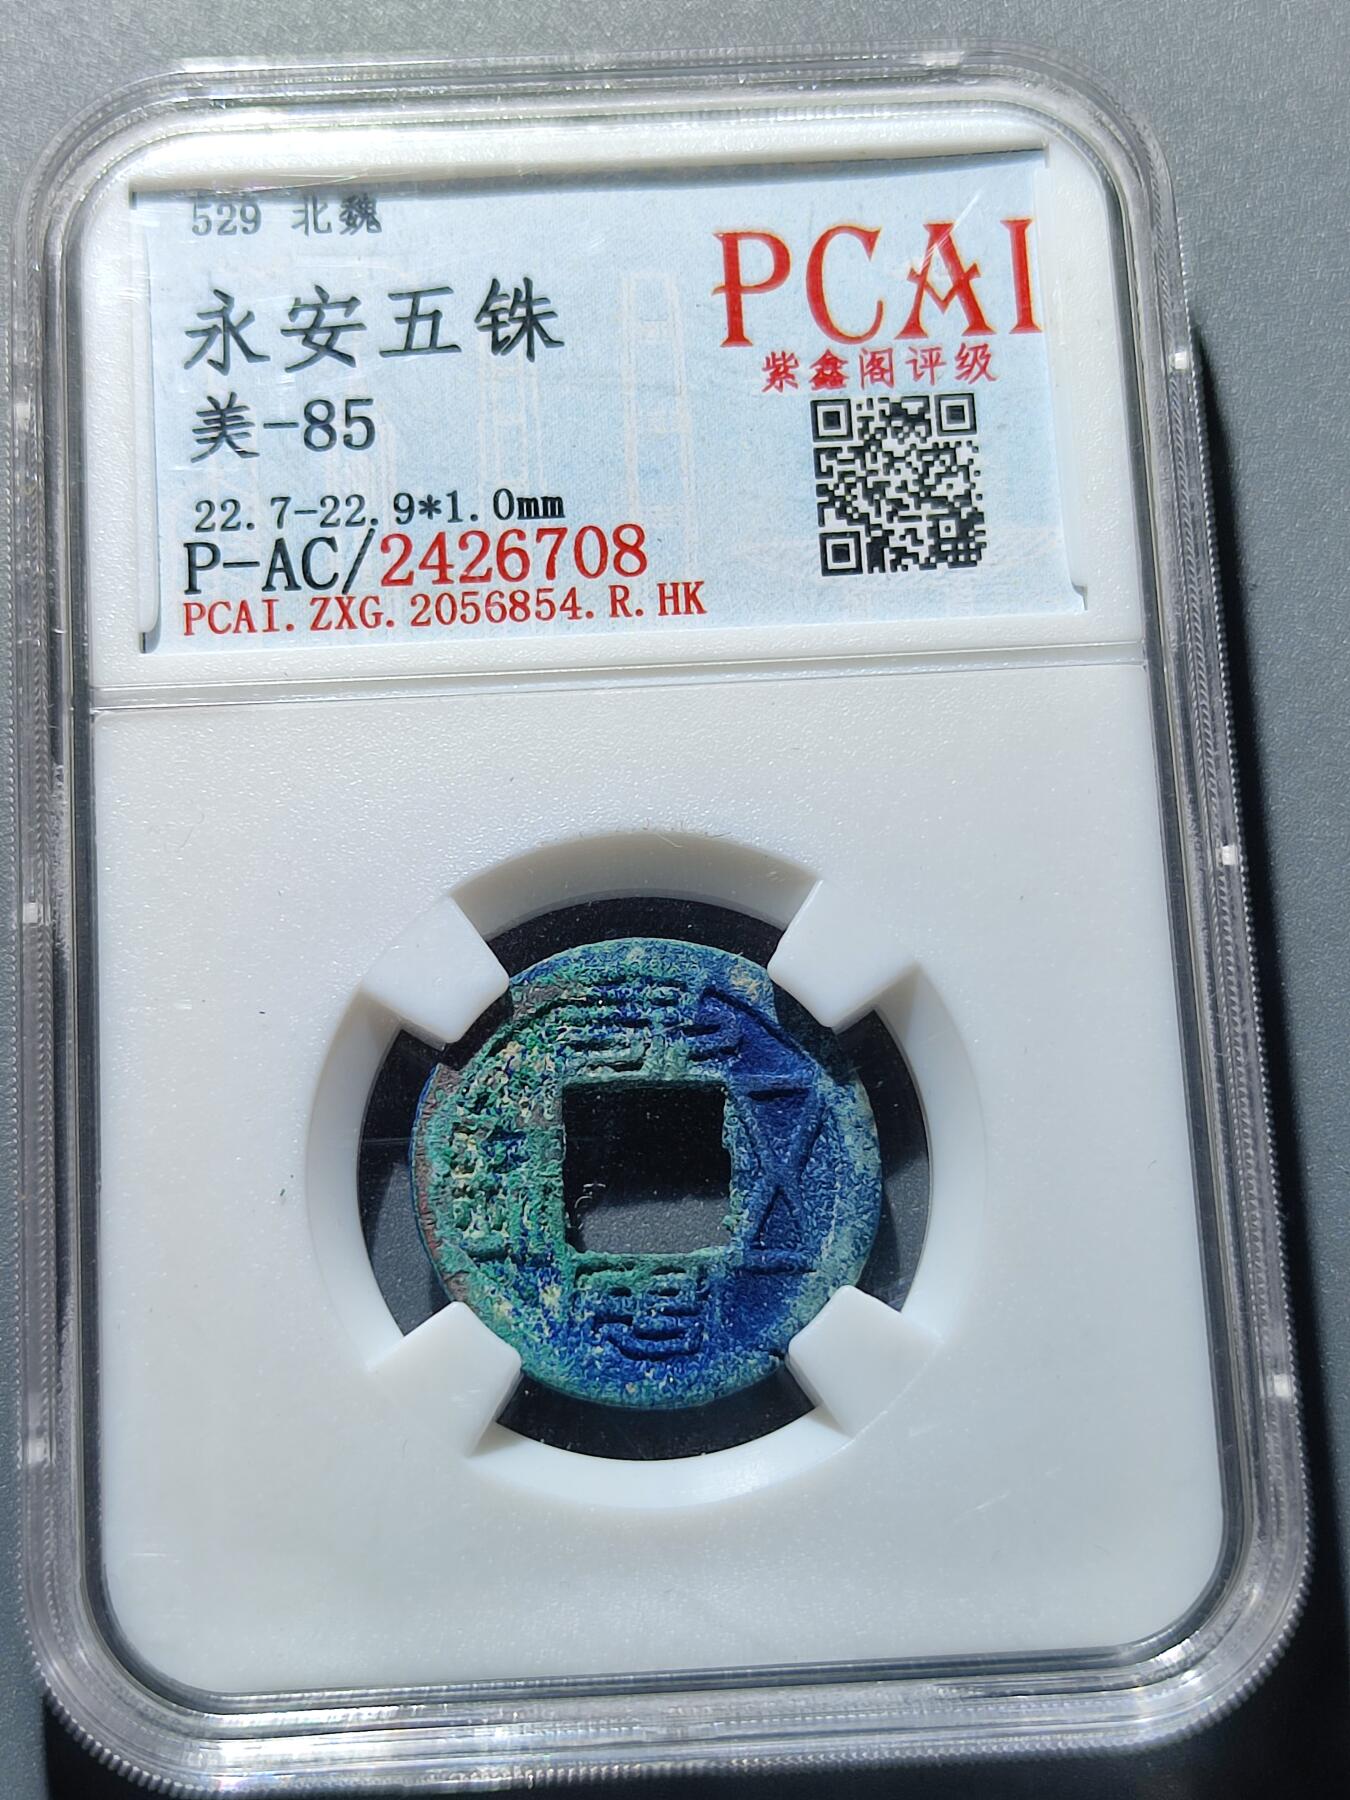 529 北魏
永安五铢
美-85
22.7-22.9*1.0mm
P-AC/2426708
PCAI.ZXG.2056854.R.HK
PCAI
紫鑫阁评级
五